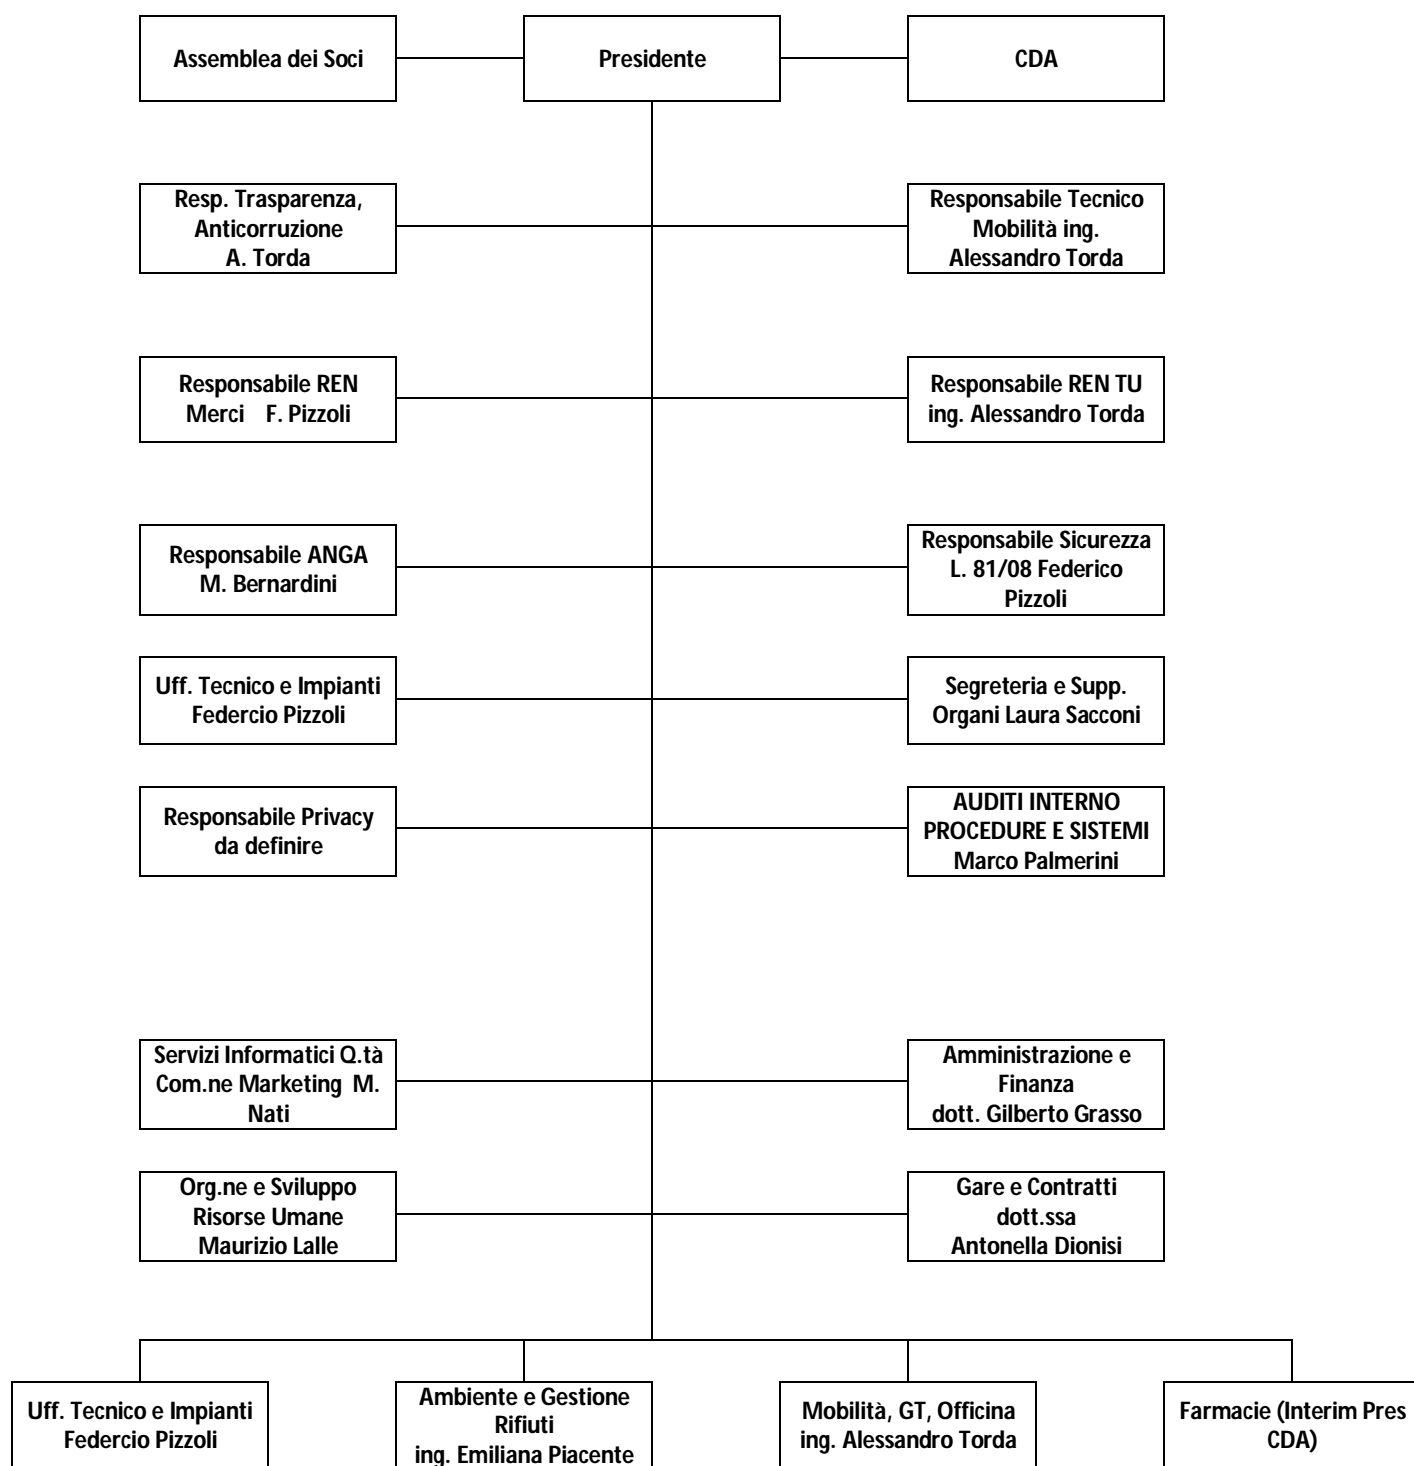 Assemblea dei Soci
Presidente
CDA
Resp. Trasparenza,
Anticorruzione
A. Torda
Responsabile Tecnico
Mobilità ing.
Alessandro Torda
Responsabile REN
Merci F. Pizzoli
Responsabile REN TU
ing. Alessandro Torda
Responsabile ANGA
M. Bernardini
Responsabile Sicurezza
L. 81/08 Federico
Pizzoli
Uff. Tecnico e Impianti
Federcio Pizzoli
Segreteria e Supp.
Organi Laura Sacconi
Responsabile Privacy
da definire
AUDITI INTERNO
PROCEDURE E SISTEMI
Marco Palmerini
Servizi Informatici Q.tà
Com.ne Marketing M.
Nati
Amministrazione e
Finanza
dott. Gilberto Grasso
Org.ne e Sviluppo
Risorse Umane
Maurizio Lalle
Gare e Contratti
dott.ssa
Antonella Dionisi
Uff. Tecnico e Impianti
Federcio Pizzoli
Ambiente e Gestione
Rifiuti
ing. Emiliana Piacente
Mobilità, GT, Officina
ing. Alessandro Torda
Farmacie (Interim Pres
CDA)